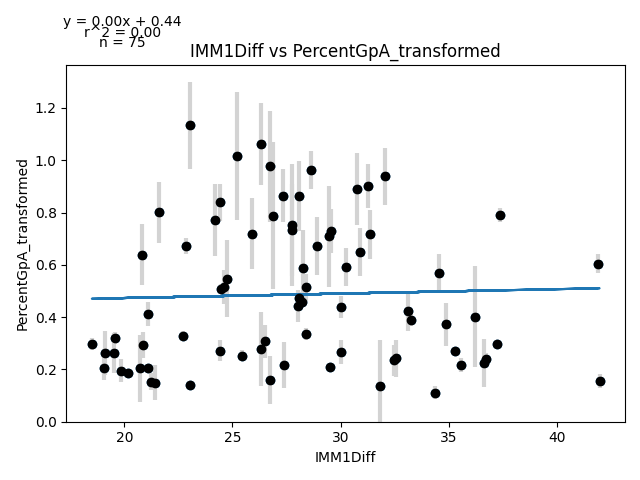 y = 0.00x + 0.44
r^2 = 0.00
n = 75
IMM1Diff vs PercentGpA_transformed
PercentGpA_transformed
1.2
1.0
0.8
0.6
0.4
0.2
0.0
20 25 30 35 40
IMM1Diff